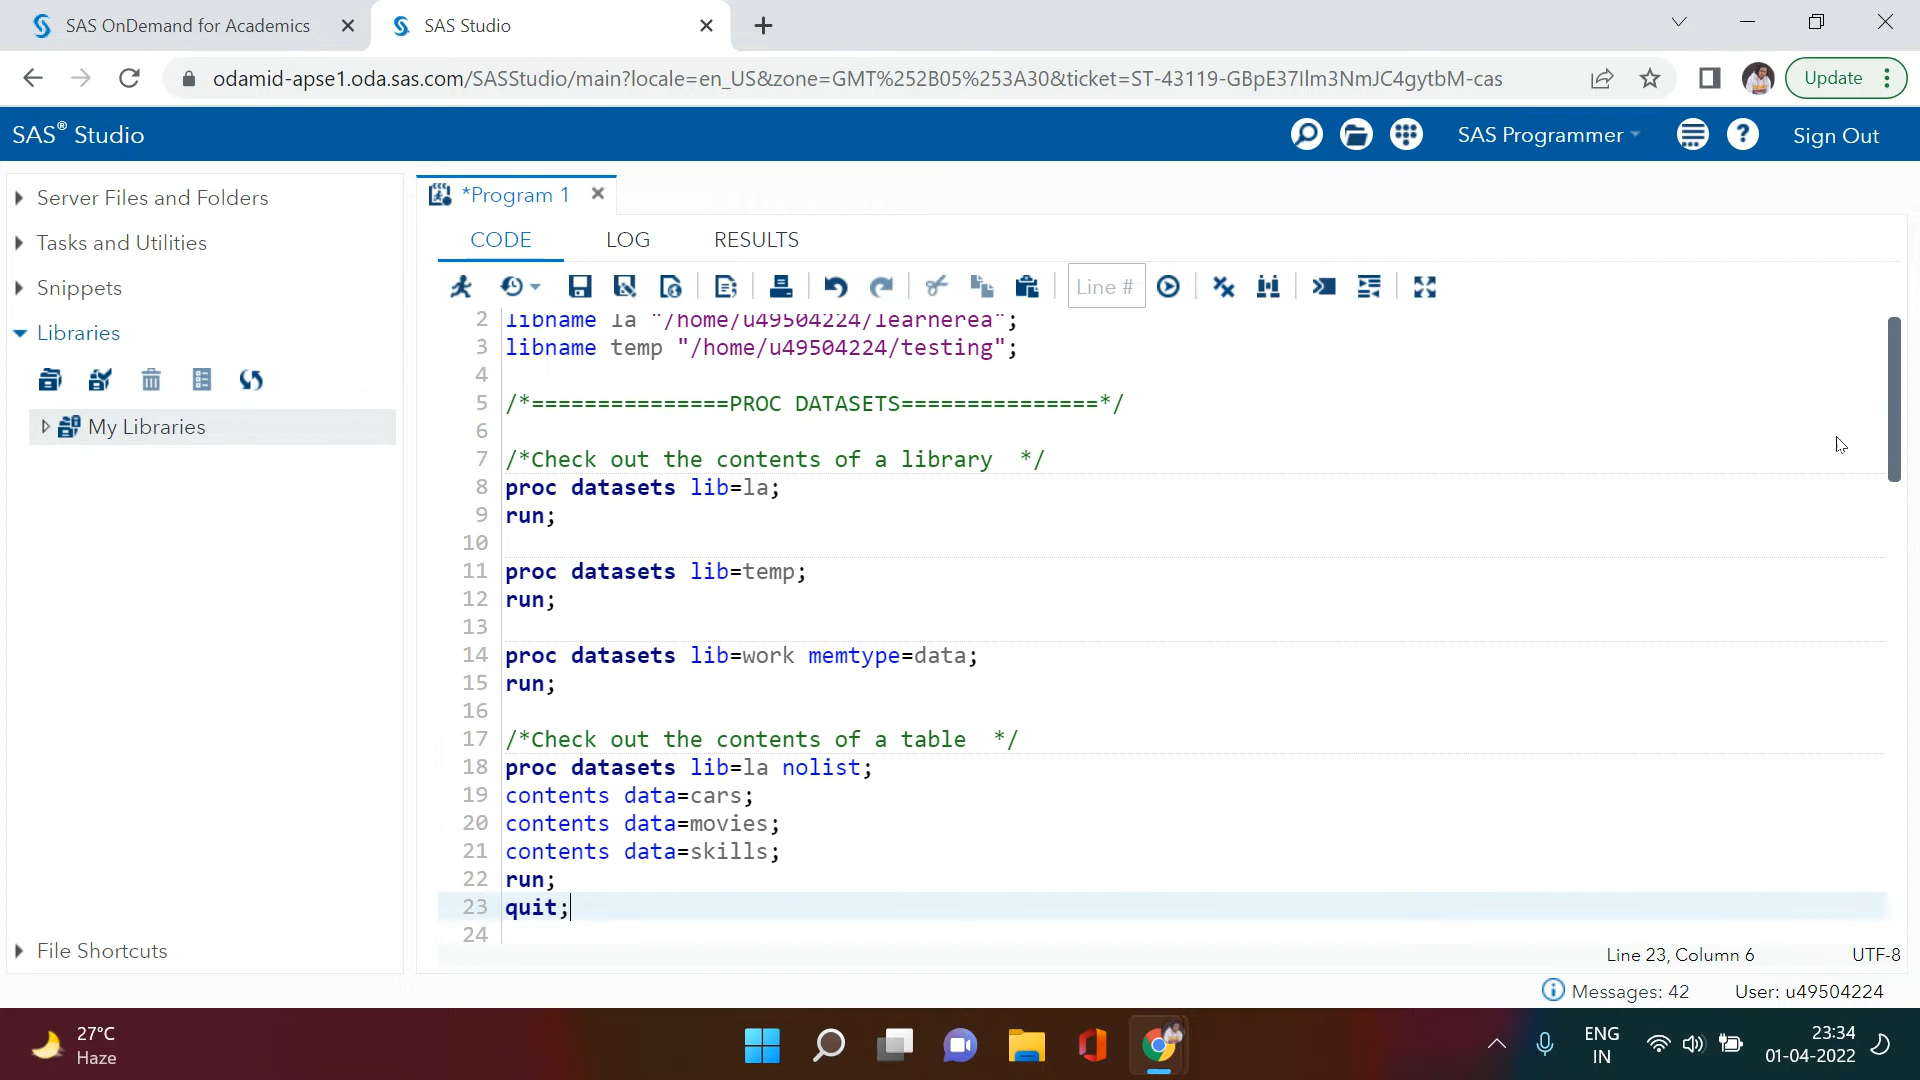 SAS OnDemand for Academics
SAS Studio
odamid-apse1.oda.sas.com/SASStudio/main?locale=en_US&zone=GMT%252B05%253A30&ticket=ST-43119-GBpE37Ilm3NmJC4gytbM-cas
Update
SAS® Studio
SAS Programmer
Sign Out
Server Files and Folders
Tasks and Utilities
Snippets
Libraries
My Libraries
File Shortcuts
*Program 1
CODE LOG RESULTS
Line #
2 libname la "/home/u49504224/learnerea";
3 libname temp "/home/u49504224/testing";
4
5 /*===============PROC DATASETS===============*/
6
7 /*Check out the contents of a library  */
8 proc datasets lib=la;
9 run;
10
11 proc datasets lib=temp;
12 run;
13
14 proc datasets lib=work memtype=data;
15 run;
16
17 /*Check out the contents of a table  */
18 proc datasets lib=la nolist;
19 contents data=cars;
20 contents data=movies;
21 contents data=skills;
22 run;
23 quit;
24
Line 23, Column 6
UTF-8
Messages: 42
User: u49504224
27°C
Haze
ENG
IN
23:34
01-04-2022